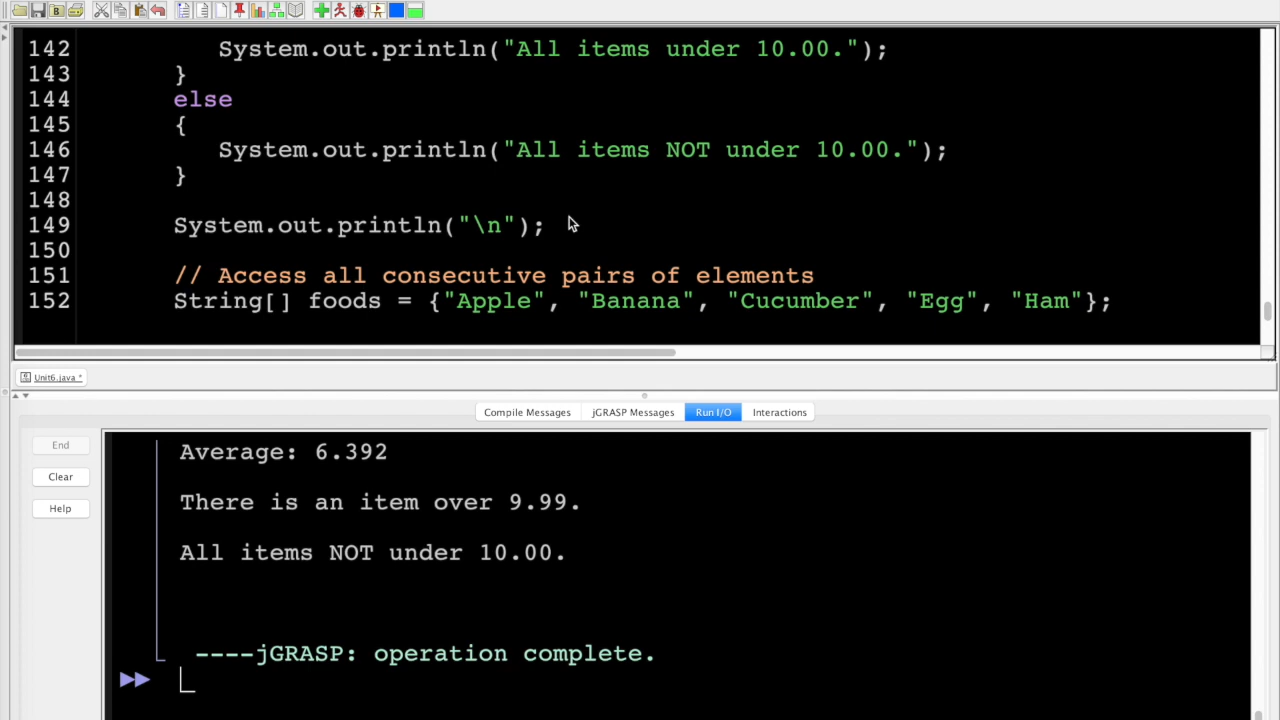 142 System.out.println("All items under 10.00.");
143 }
144 else
145 {
146 System.out.println("All items NOT under 10.00.");
147 }
148
149 System.out.println("\n");
150
151 // Access all consecutive pairs of elements
152 String[] foods = {"Apple", "Banana", "Cucumber", "Egg", "Ham"};
Unit6.java *
Compile Messages jGRASP Messages Run I/O Interactions
End
Clear
Help
Average: 6.392
There is an item over 9.99.
All items NOT under 10.00.
----jGRASP: operation complete.